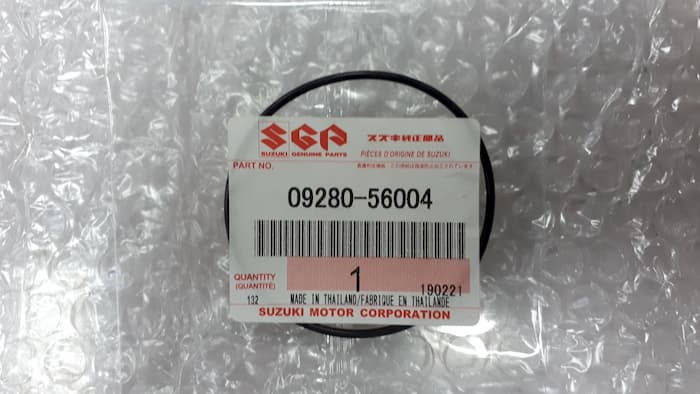 SGP スズキ純正部品
SUZUKI GENUINE PARTS PIÈCES D'ORIGINE DE SUZUKI
PART NO.
09280-56004
QUANTITY 1
(QUANTITÉ) 190221
132 MADE IN THAILAND/FABRIQUE EN THAILANDE
SUZUKI MOTOR CORPORATION